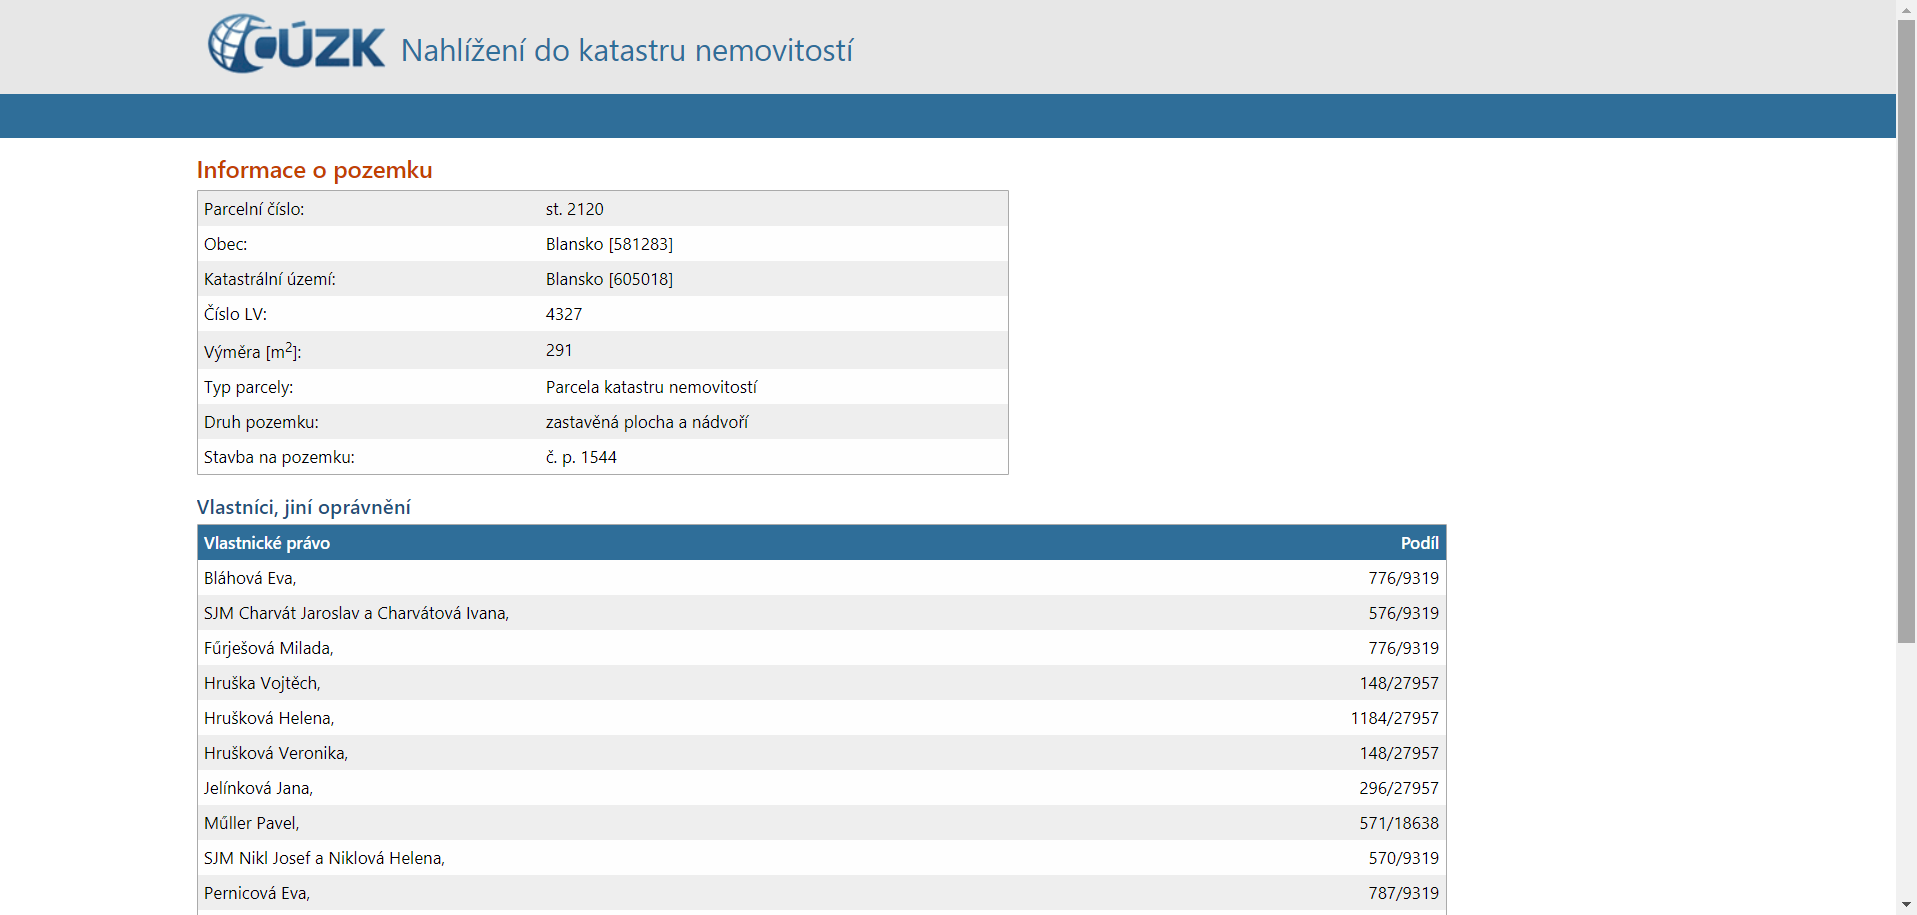 ČÚZK Nahlížení do katastru nemovitostí
Informace o pozemku
Parcelní číslo: st. 2120
Obec: Blansko [581283]
Katastrální území: Blansko [605018]
Číslo LV: 4327
Výměra [m2]: 291
Typ parcely: Parcela katastru nemovitostí
Druh pozemku: zastavěná plocha a nádvoří
Stavba na pozemku: č. p. 1544
Vlastníci, jiní oprávnění
Vlastnické právo Podíl
Bláhová Eva, 776/9319
SJM Charvát Jaroslav a Charvátová Ivana, 576/9319
Fűrješová Milada, 776/9319
Hruška Vojtěch, 148/27957
Hrušková Helena, 1184/27957
Hrušková Veronika, 148/27957
Jelínková Jana, 296/27957
Műller Pavel, 571/18638
SJM Nikl Josef a Niklová Helena, 570/9319
Pernicová Eva, 787/9319